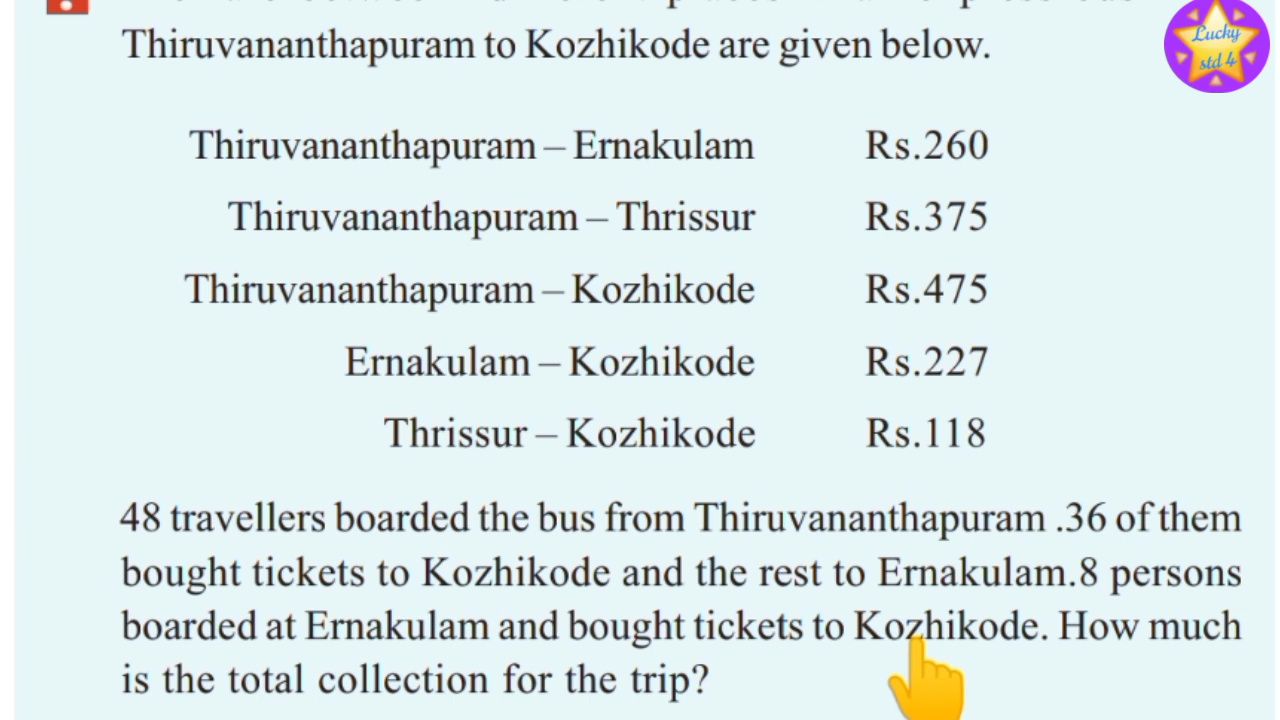 Thiruvananthapuram to Kozhikode are given below.
Lucky
std 4
Thiruvananthapuram – Ernakulam Rs.260
Thiruvananthapuram – Thrissur Rs.375
Thiruvananthapuram – Kozhikode Rs.475
Ernakulam – Kozhikode Rs.227
Thrissur – Kozhikode Rs.118
48 travellers boarded the bus from Thiruvananthapuram .36 of them
bought tickets to Kozhikode and the rest to Ernakulam.8 persons
boarded at Ernakulam and bought tickets to Kozhikode. How much
is the total collection for the trip?